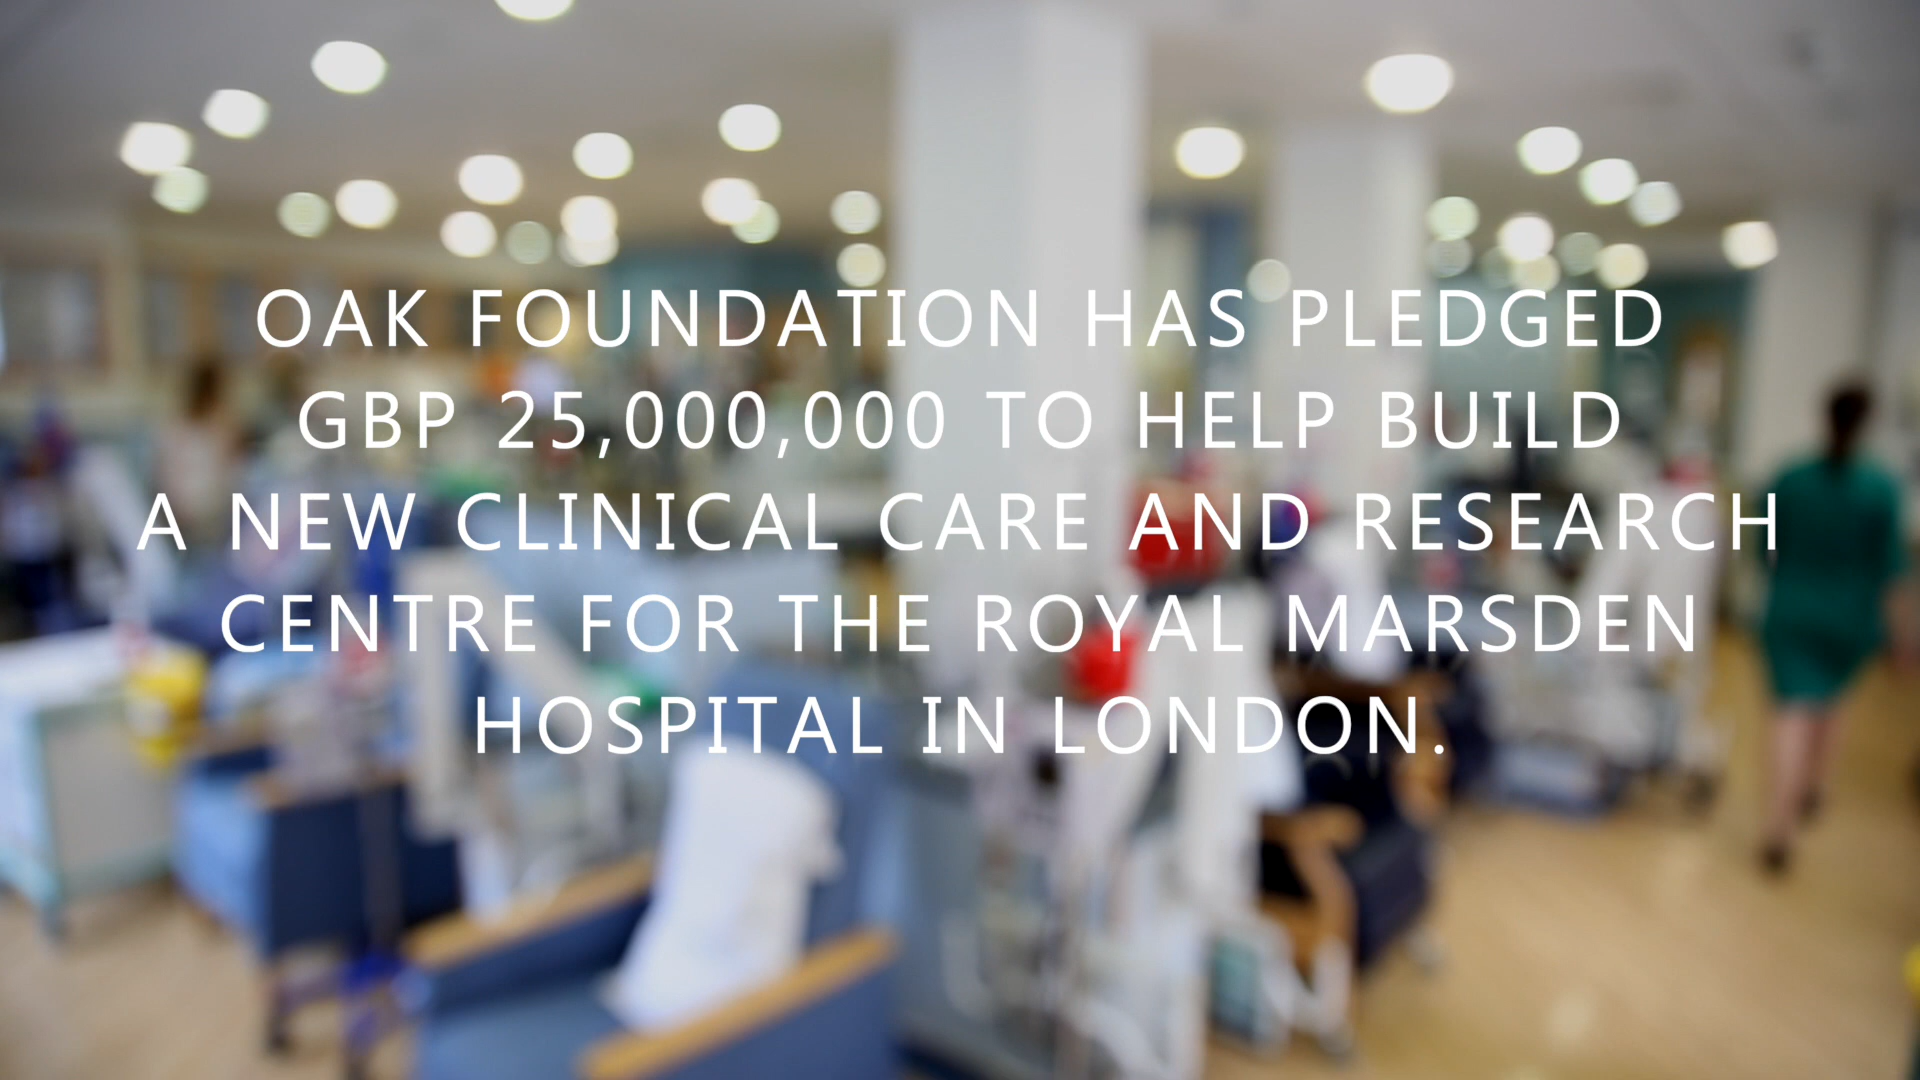 OAK FOUNDATION HAS PLEDGED
GBP 25,000,000 TO HELP BUILD
A NEW CLINICAL CARE AND RESEARCH
CENTRE FOR THE ROYAL MARSDEN
HOSPITAL IN LONDON.